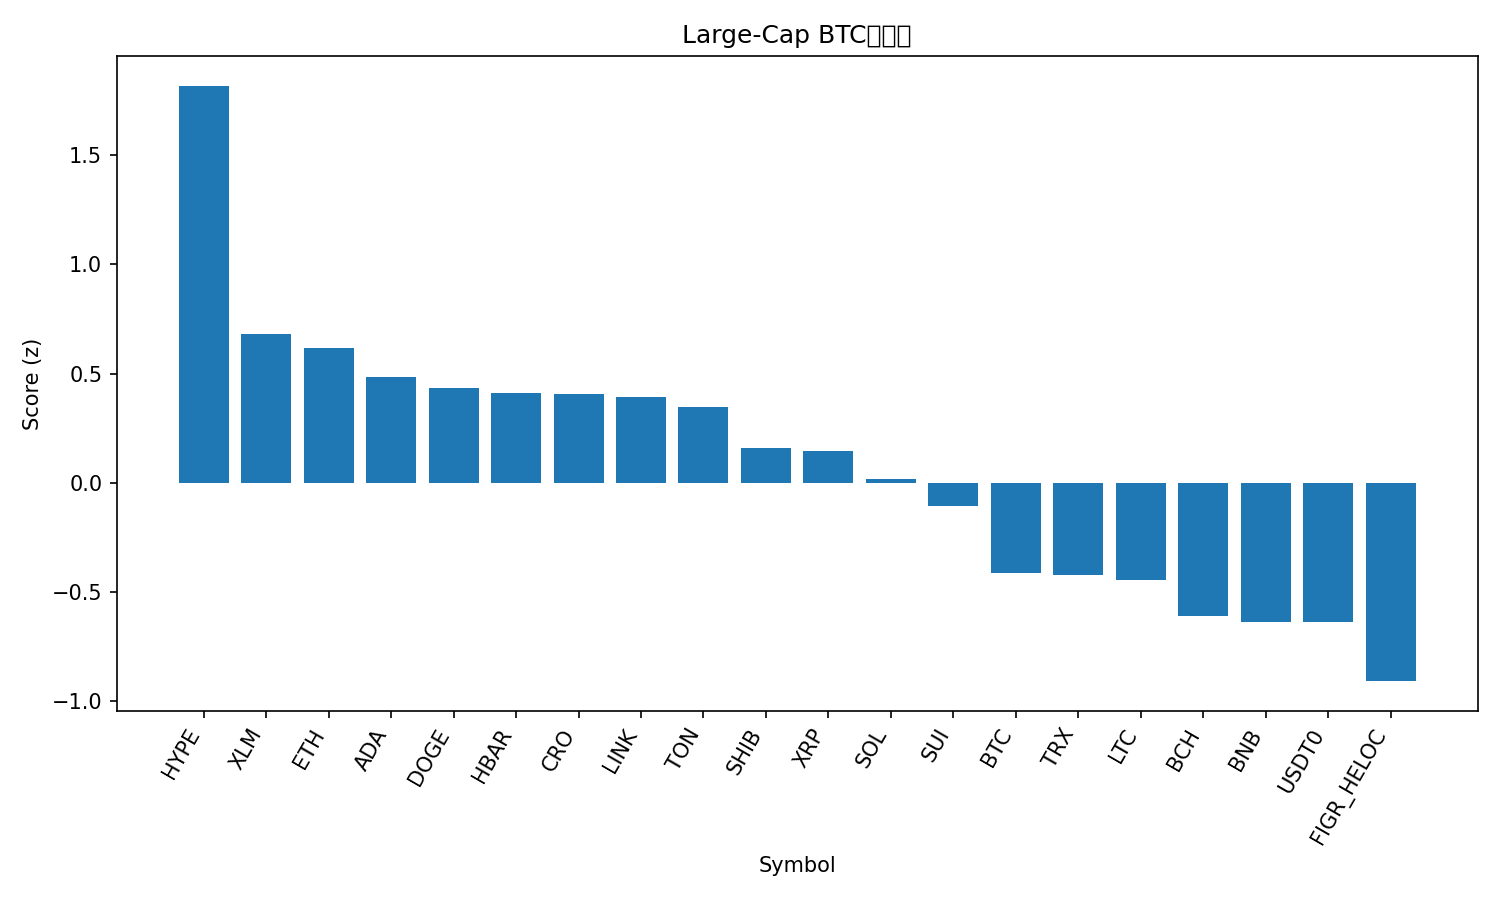 Large-Cap BTC
Score (z)
1.5
1.0
0.5
0.0
−0.5
−1.0
HYPE
XLM
ETH
ADA
DOGE
HBAR
CRO
LINK
TON
SHIB
XRP
SOL
SUI
BTC
TRX
LTC
BCH
BNB
USDT0
FIGR_HELOC
Symbol